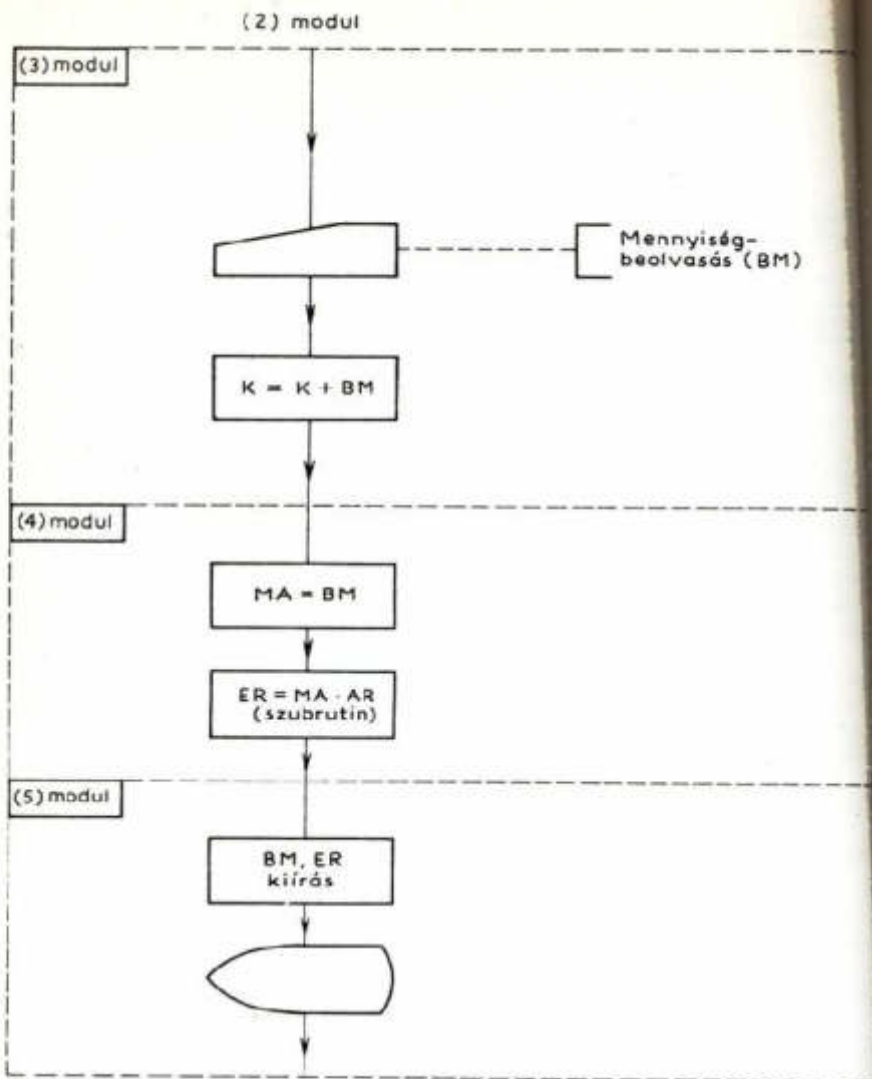 (2) modul
(3) modul
Mennyiség-
beolvasás (BM)
K = K + BM
(4) modul
MA = BM
ER = MA · AR
(szubrutin)
(5) modul
BM, ER
kiírás